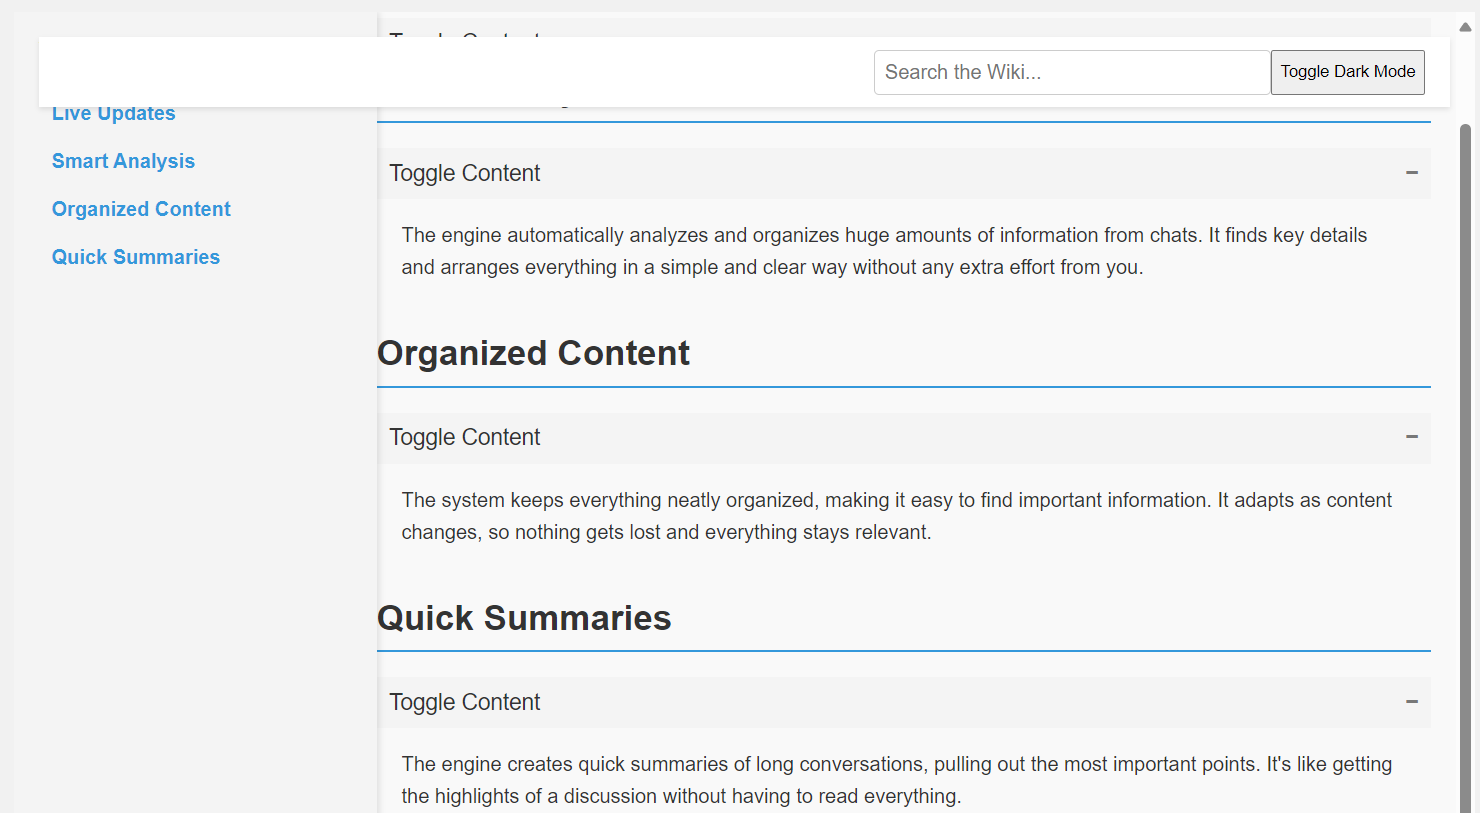 Search the Wiki...
Toggle Dark Mode
Live Updates
Smart Analysis
Organized Content
Quick Summaries
Toggle Content
The engine automatically analyzes and organizes huge amounts of information from chats. It finds key details
and arranges everything in a simple and clear way without any extra effort from you.
Organized Content
Toggle Content
The system keeps everything neatly organized, making it easy to find important information. It adapts as content
changes, so nothing gets lost and everything stays relevant.
Quick Summaries
Toggle Content
The engine creates quick summaries of long conversations, pulling out the most important points. It's like getting
the highlights of a discussion without having to read everything.